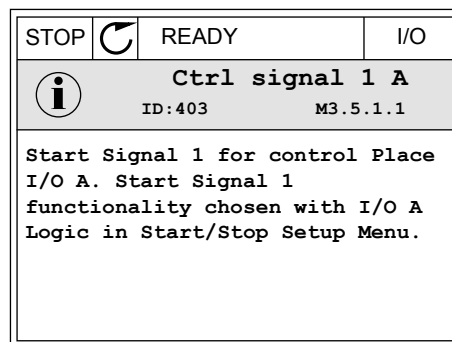 STOP READY I/O
Ctrl signal 1 A
ID:403 M3.5.1.1
Start Signal 1 for control Place
I/O A. Start Signal 1
functionality chosen with I/O A
Logic in Start/Stop Setup Menu.